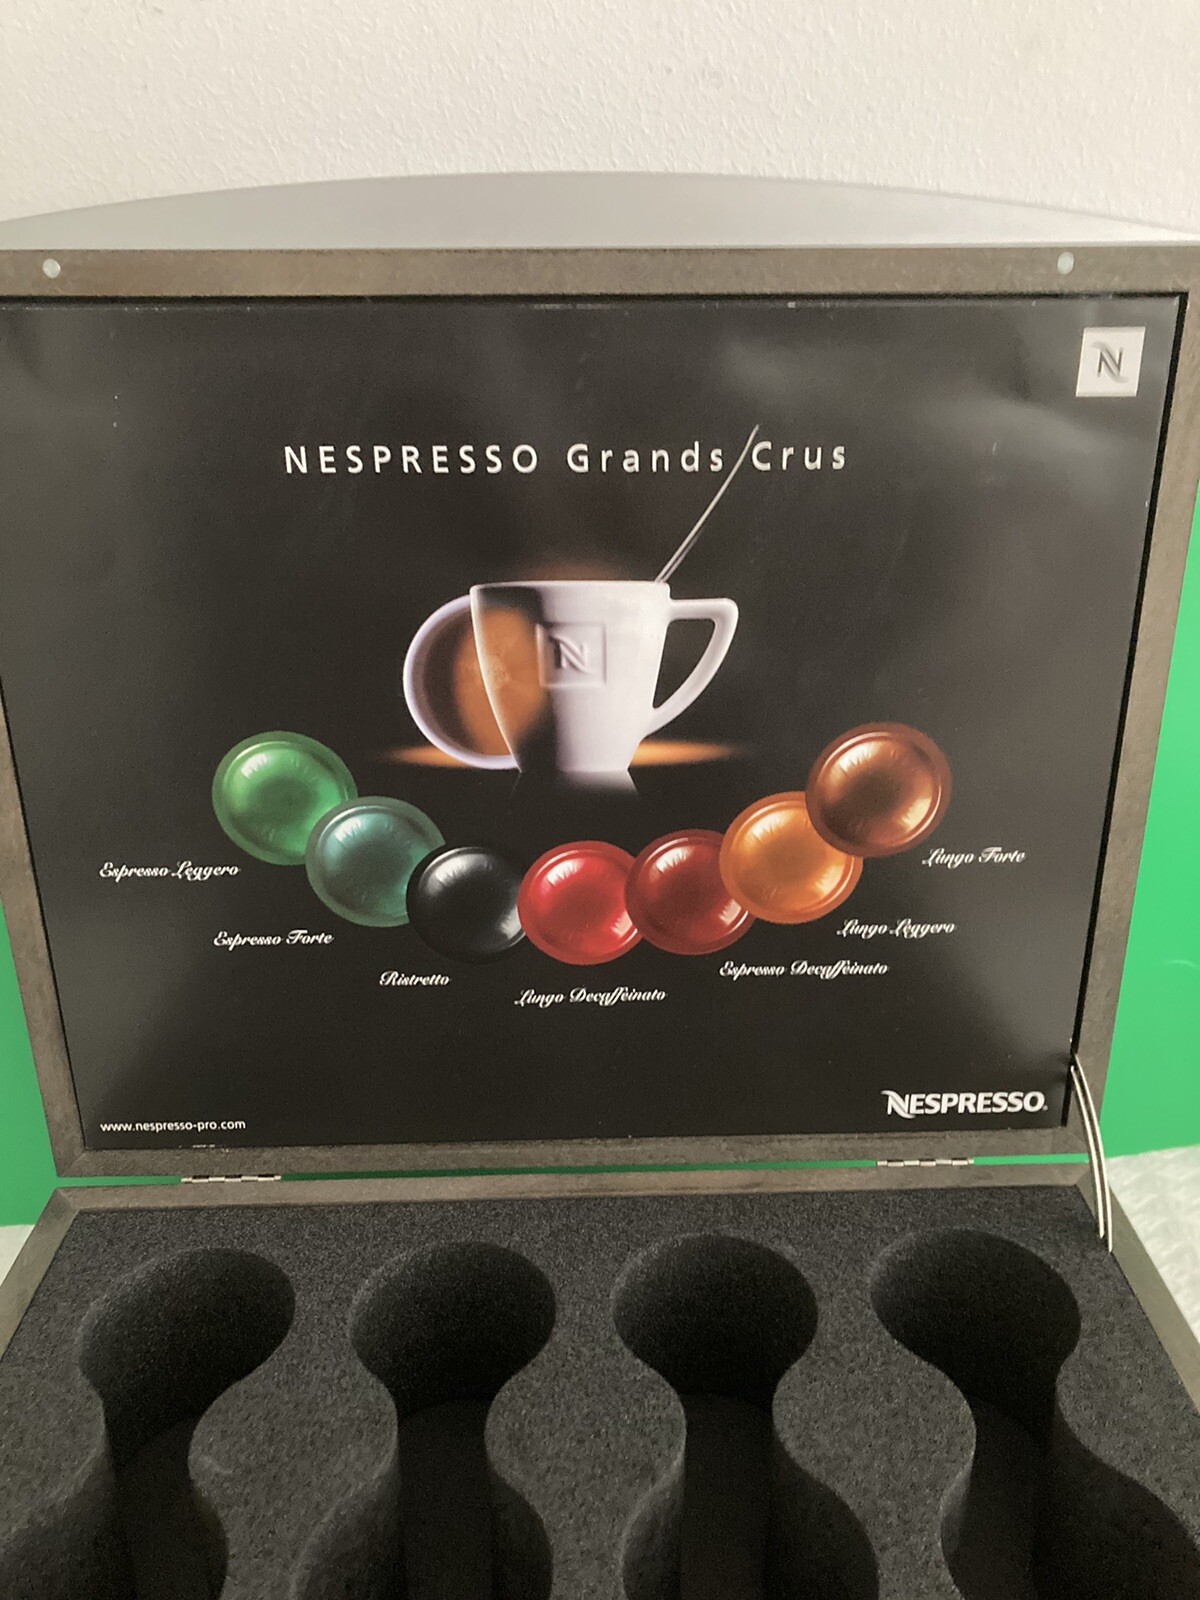 N
NESPRESSO Grands Crus
N
Espresso Leggero
Espresso Forte
Ristretto
Lungo Decaffeinato
Espresso Decaffeinato
Lungo Leggero
Lungo Forte
www.nespresso-pro.com
NESPRESSO.